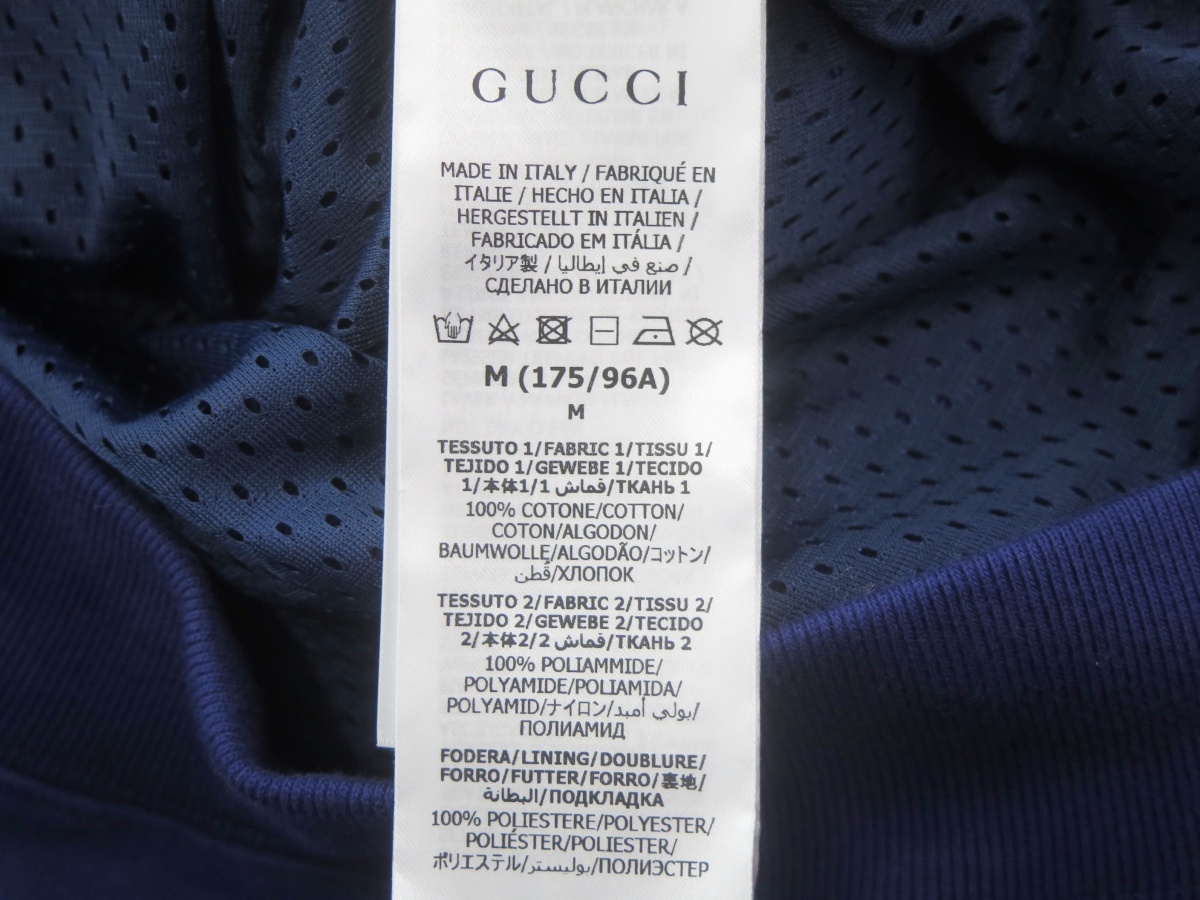 GUCCI
MADE IN ITALY / FABRIQUÉ EN
ITALIE / HECHO EN ITALIA /
HERGESTELLT IN ITALIEN /
FABRICADO EM ITÁLIA /
イタリア製 / صنع في إيطاليا /
СДЕЛАНО В ИТАЛИИ
M (175/96A)
M
TESSUTO 1/FABRIC 1/TISSU 1/
TEJIDO 1/GEWEBE 1/TECIDO
1/本体1/1 قماش/ТКАНЬ 1
100% COTONE/COTTON/
COTON/ALGODON/
BAUMWOLLE/ALGODÃO/コットン/
قُطن/ХЛОПОК
TESSUTO 2/FABRIC 2/TISSU 2/
TEJIDO 2/GEWEBE 2/TECIDO
2/本体2/2 قماش/ТКАНЬ 2
100% POLIAMMIDE/
POLYAMIDE/POLIAMIDA/
POLYAMID/ナイロン/بولي أميد/
ПОЛИАМИД
FODERA/LINING/DOUBLURE/
FORRO/FUTTER/FORRO/裏地/
البطانة/ПОДКЛАДКА
100% POLIESTERE/POLYESTER/
POLIÉSTER/POLIESTER/
ポリエステル/بوليستر/ПОЛИЭСТЕР